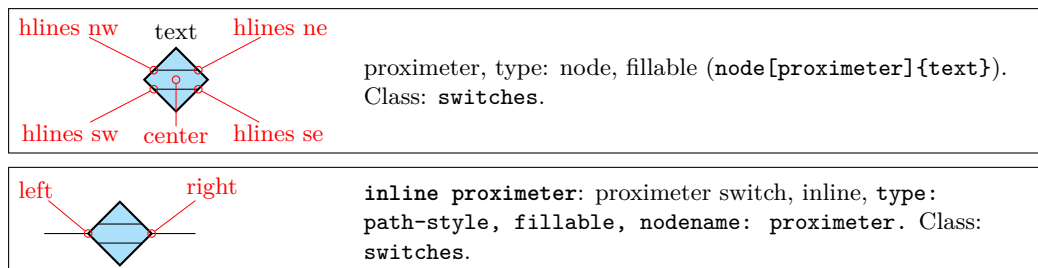 hlines nw
text
hlines ne
hlines sw
center
hlines se
proximeter, type: node, fillable (node[proximeter]{text}).
Class: switches.
left
right
inline proximeter: proximeter switch, inline, type:
path-style, fillable, nodename: proximeter. Class:
switches.